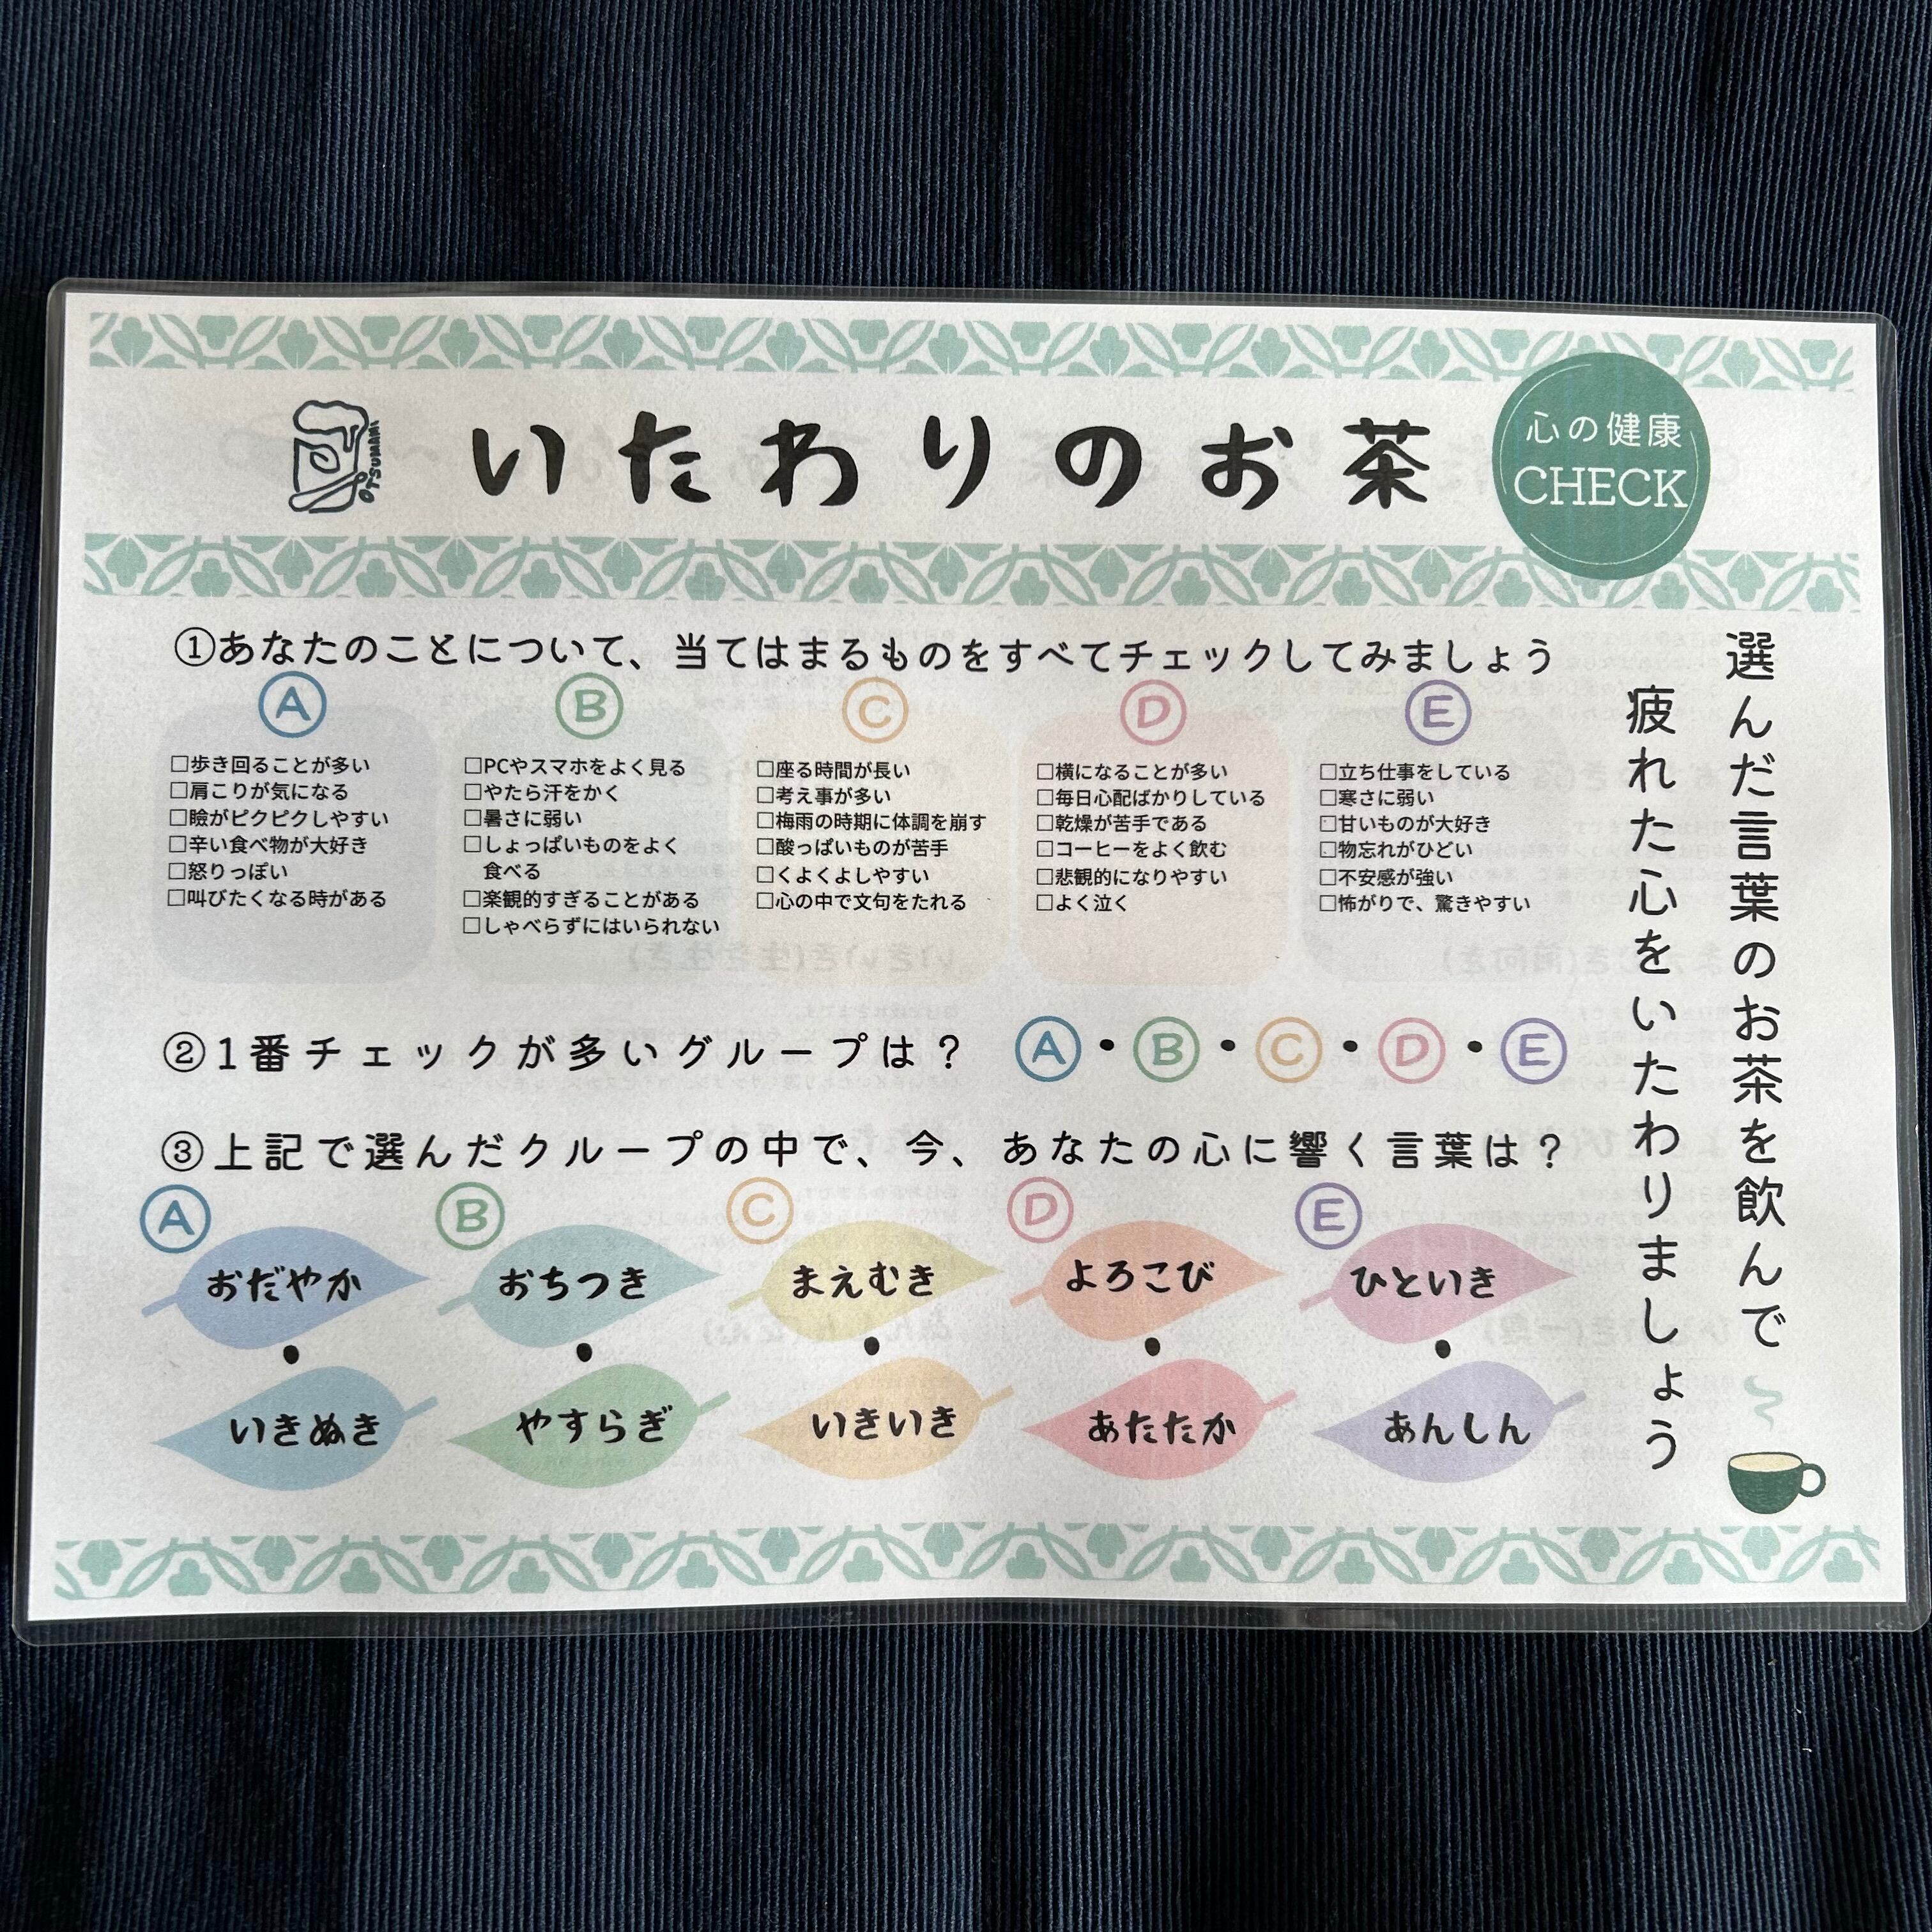 OTSUMAMI
いたわりのお茶
心の健康
CHECK
①あなたのことについて、当てはまるものをすべてチェックしてみましょう
A
□歩き回ることが多い
□肩こりが気になる
□瞼がピクピクしやすい
□辛い食べ物が大好き
□怒りっぽい
□叫びたくなる時がある
B
□PCやスマホをよく見る
□やたら汗をかく
□暑さに弱い
□しょっぱいものをよく
食べる
□楽観的すぎることがある
□しゃべらずにはいられない
C
□座る時間が長い
□考え事が多い
□梅雨の時期に体調を崩す
□酸っぱいものが苦手
□くよくよしやすい
□心の中で文句をたれる
D
□横になることが多い
□毎日心配ばかりしている
□乾燥が苦手である
□コーヒーをよく飲む
□悲観的になりやすい
□よく泣く
E
□立ち仕事をしている
□寒さに弱い
□甘いものが大好き
□物忘れがひどい
□不安感が強い
□怖がりで、驚きやすい
②1番チェックが多いグループは？ A・B・C・D・E
③上記で選んだクループの中で、今、あなたの心に響く言葉は？
A
おだやか
・
いきぬき
B
おちつき
・
やすらぎ
C
まえむき
・
いきいき
D
よろこび
・
あたたか
E
ひといき
・
あんしん
選んだ言葉のお茶を飲んで
疲れた心をいたわりましょう